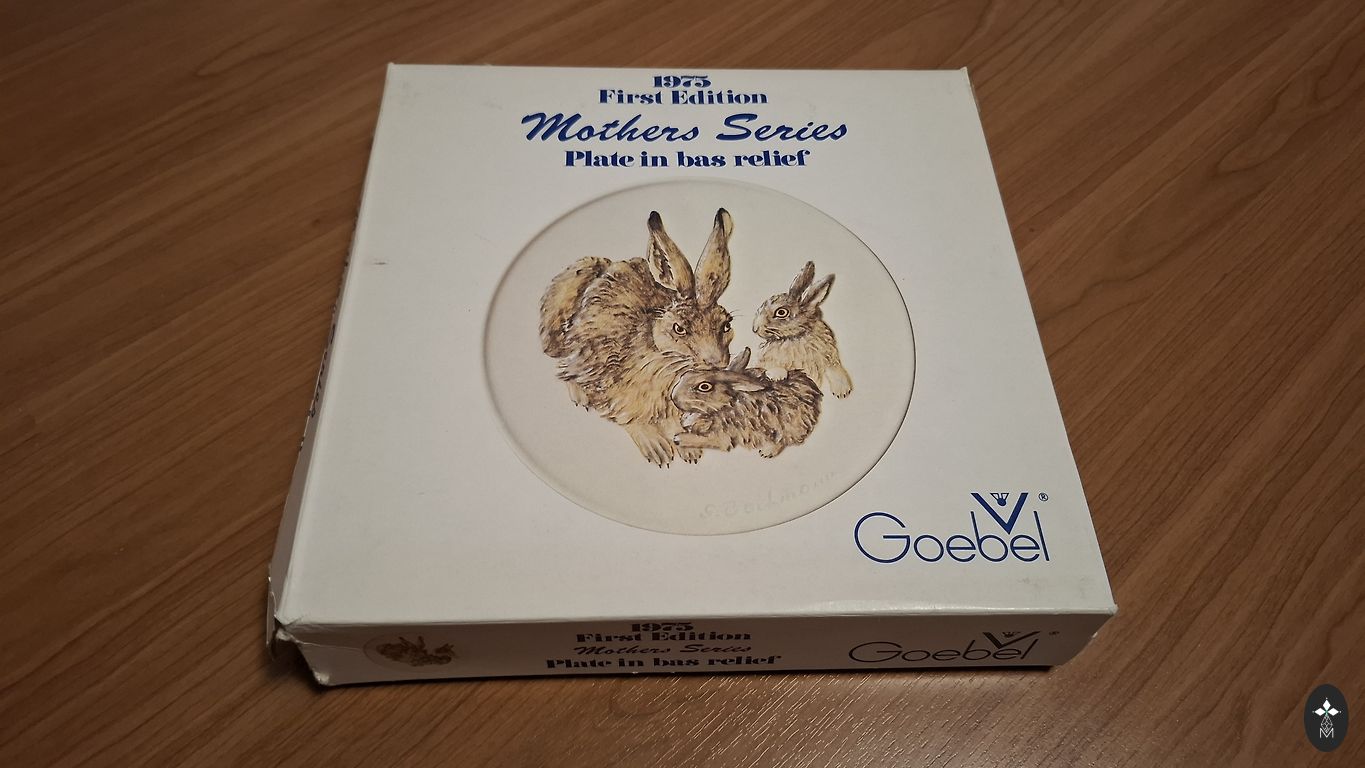 1975
First Edition
Mothers Series
Plate in bas relief
Goebel ®
1975
First Edition
Mothers Series
Plate in bas relief
Goebel ®
M